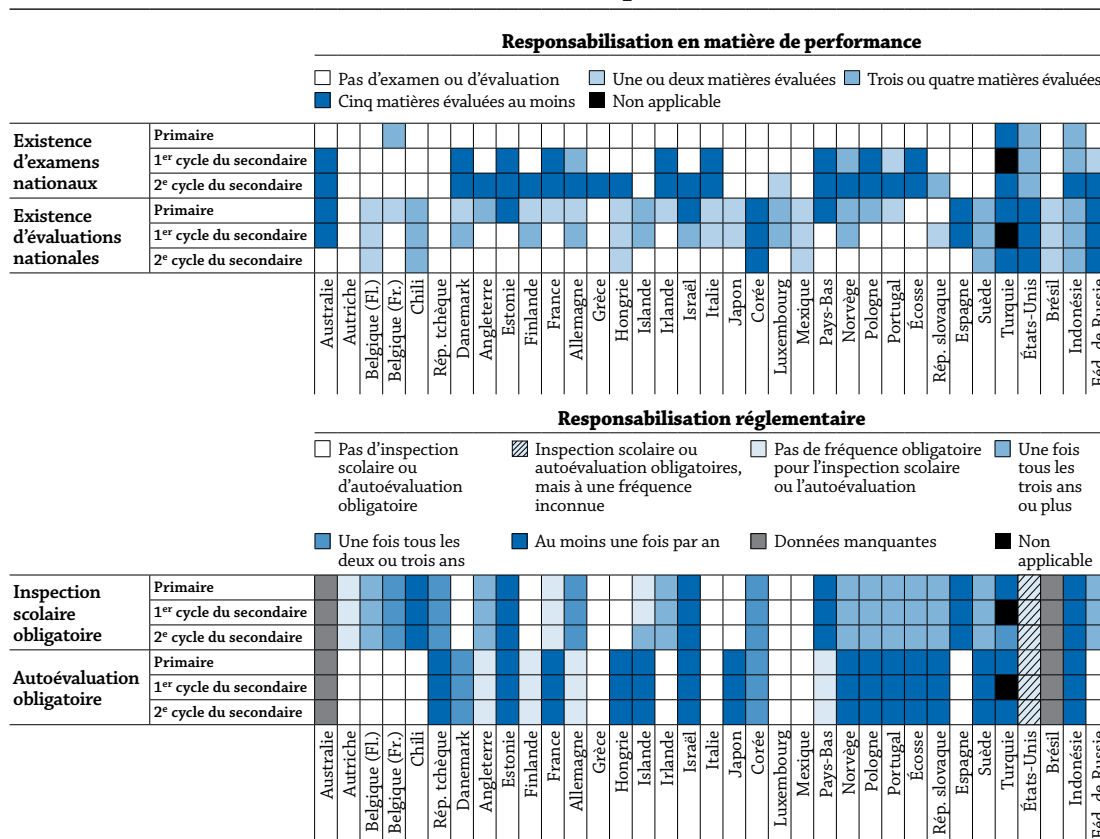 Responsabilisation en matière de performance
Pas d'examen ou d'évaluation
Une ou deux matières évaluées
Trois ou quatre matières évaluées
Cinq matières évaluées au moins
Non applicable
Existence d'examens nationaux
Primaire
1er cycle du secondaire
2e cycle du secondaire
Existence d'évaluations nationales
Primaire
1er cycle du secondaire
2e cycle du secondaire
Australie
Autriche
Belgique (Fl.)
Belgique (Fr.)
Chili
Rép. tchèque
Danemark
Angleterre
Estonie
Finlande
France
Allemagne
Grèce
Hongrie
Islande
Irlande
Israël
Italie
Japon
Corée
Luxembourg
Mexique
Pays-Bas
Norvège
Pologne
Portugal
Écosse
Rép. slovaque
Espagne
Suède
Turquie
États-Unis
Brésil
Indonésie
Féd. de Russie
Responsabilisation réglementaire
Pas d'inspection
scolaire ou
d'autoévaluation
obligatoire
Inspection scolaire ou
autoévaluation obligatoires,
mais à une fréquence
inconnue
Pas de fréquence obligatoire
pour l'inspection scolaire
ou l'autoévaluation
Une fois
tous les
trois ans
ou plus
Une fois tous les
deux ou trois ans
Au moins une fois par an
Données manquantes
Non
applicable
Inspection
scolaire
obligatoire
Primaire
1er cycle du secondaire
2e cycle du secondaire
Autoévaluation
obligatoire
Primaire
1er cycle du secondaire
2e cycle du secondaire
Australie
Autriche
Belgique (Fl.)
Belgique (Fr.)
Chili
Rép. tchèque
Danemark
Angleterre
Estonie
Finlande
France
Allemagne
Grèce
Hongrie
Islande
Irlande
Israël
Italie
Japon
Corée
Luxembourg
Mexique
Pays-Bas
Norvège
Pologne
Portugal
Écosse
Rép. slovaque
Espagne
Suède
Turquie
États-Unis
Brésil
Indonésie
Féd. de Russie